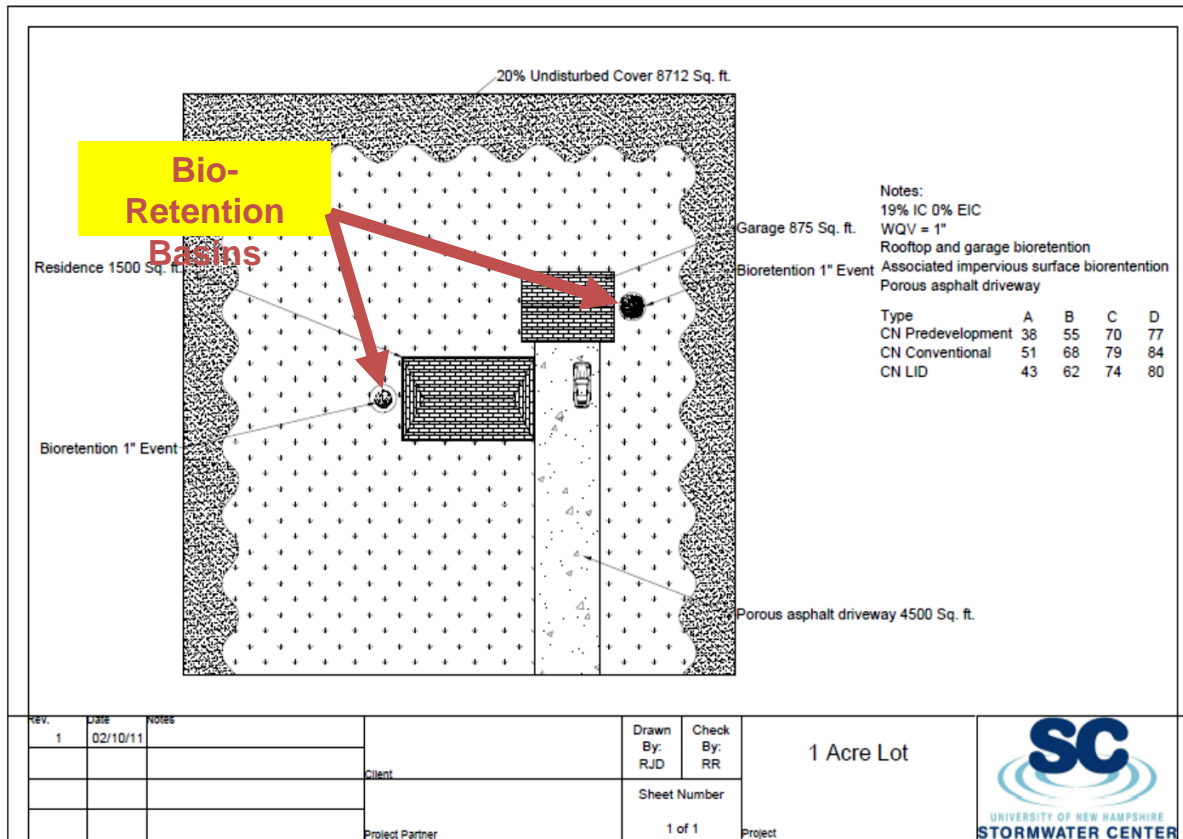 20% Undisturbed Cover 8712 Sq. ft.
Bio-
Retention
Basins
Residence 1500 Sq. ft.
Bioretention 1" Event
Garage 875 Sq. ft.
Bioretention 1" Event
Porous asphalt driveway 4500 Sq. ft.
Notes:
19% IC 0% EIC
WQV = 1"
Rooftop and garage bioretention
Associated impervious surface biorentention
Porous asphalt driveway
Type A B C D
CN Predevelopment 38 55 70 77
CN Conventional 51 68 79 84
CN LID 43 62 74 80
Rev. Date Notes
1 02/10/11
Client
Project Partner
Drawn
By:
RJD
Check
By:
RR
Sheet Number
1 of 1
1 Acre Lot
Project
SC
UNIVERSITY OF NEW HAMPSHIRE
STORMWATER CENTER